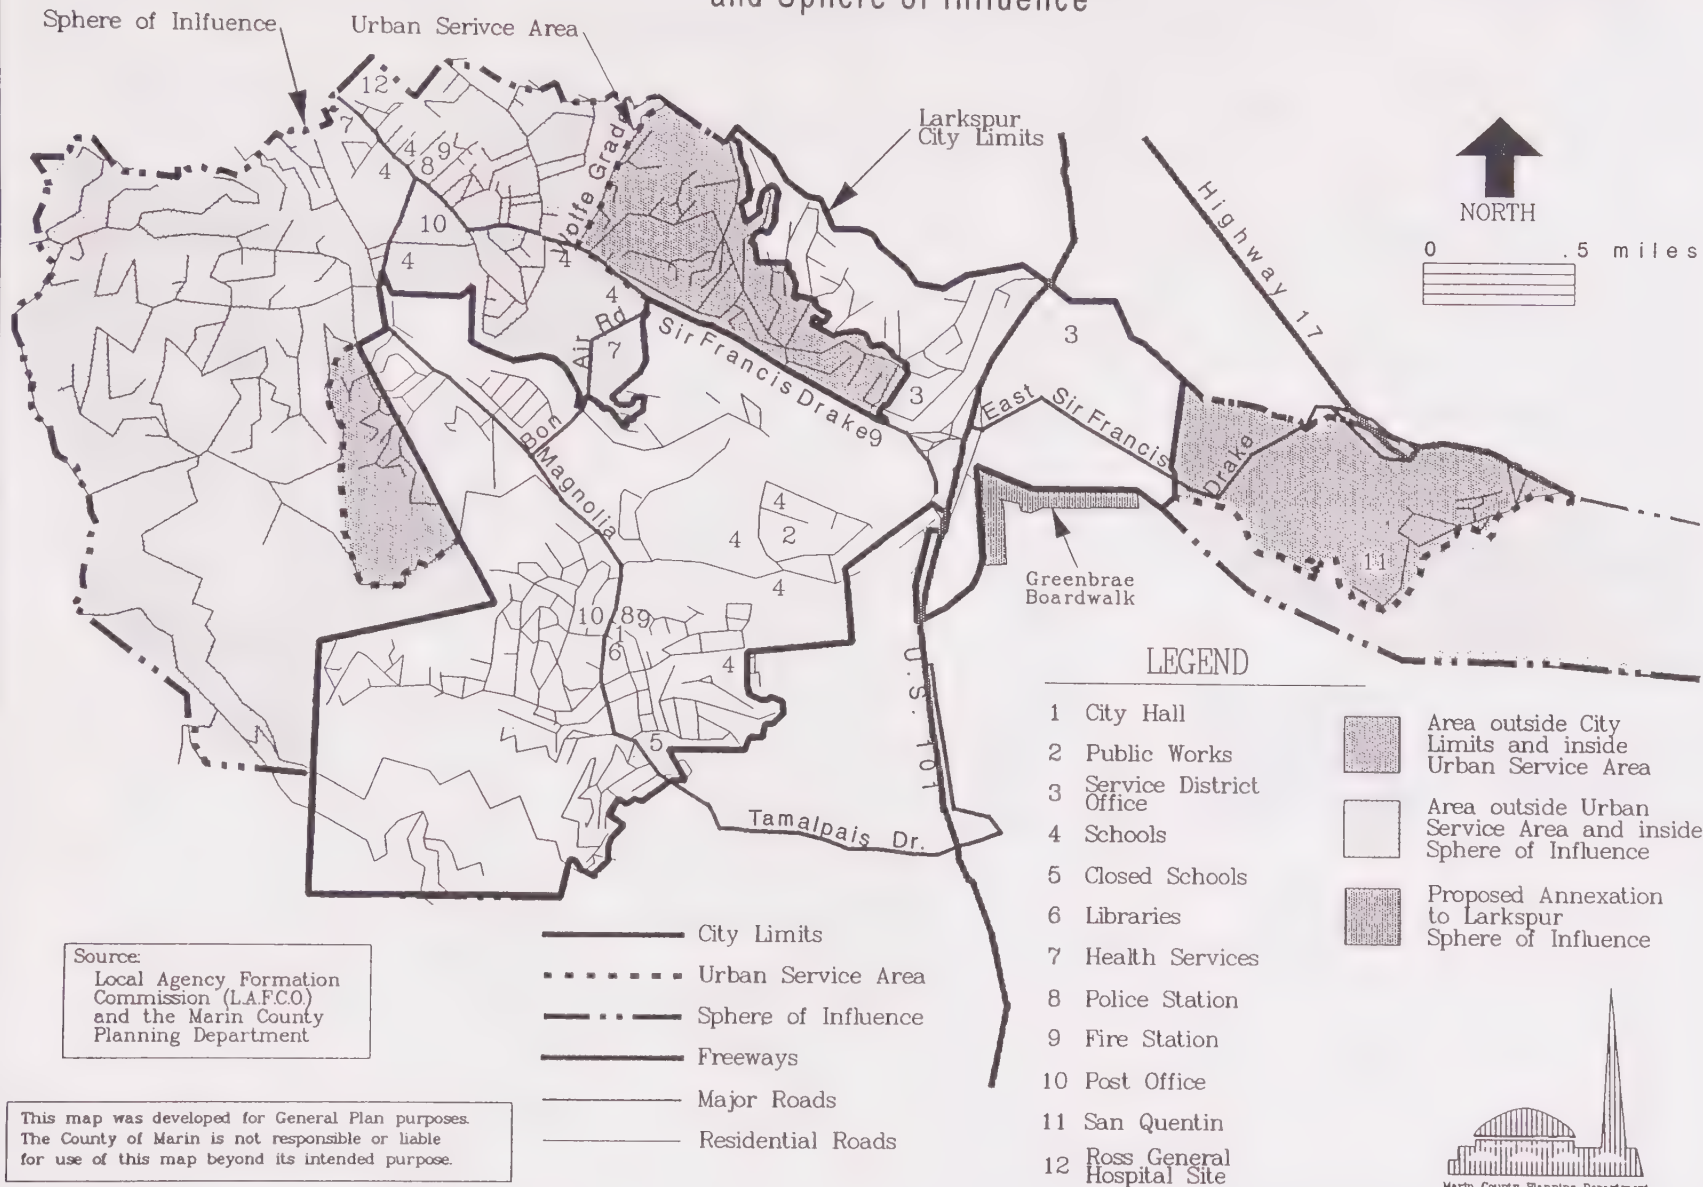 and Sphere of Influence
Sphere of Inlfuence
Urban Serivce Area
12
7
4
8
9
4
10
4
Wolfe Grade
4
4
Larkspur
City Limits
Highway 17
NORTH
0 .5 miles
Air Rd
7
Bon
Sir Francis Drake
9
3
3
East Sir Francis
Drake
Magnolia
4
4
2
4
Greenbrae
Boardwalk
11
10
8
9
1
6
4
5
U.S. 101
Tamalpais Dr.
LEGEND
1 City Hall
2 Public Works
3 Service District
Office
4 Schools
5 Closed Schools
6 Libraries
7 Health Services
8 Police Station
9 Fire Station
10 Post Office
11 San Quentin
12 Ross General
Hospital Site
Area outside City
Limits and inside
Urban Service Area
Area outside Urban
Service Area and inside
Sphere of Influence
Proposed Annexation
to Larkspur
Sphere of Influence
City Limits
Urban Service Area
Sphere of Influence
Freeways
Major Roads
Residential Roads
Source:
Local Agency Formation
Commission (L.A.F.C.O.)
and the Marin County
Planning Department
This map was developed for General Plan purposes.
The County of Marin is not responsible or liable
for use of this map beyond its intended purpose.
Marin County Planning Department